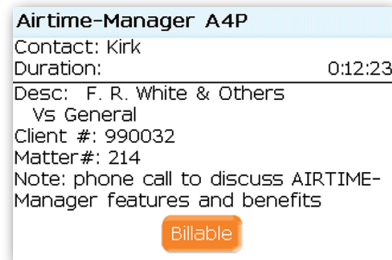 Airtime-Manager A4P
Contact: Kirk
Duration: 0:12:23
Desc: F. R. White & Others
Vs General
Client #: 990032
Matter#: 214
Note: phone call to discuss AIRTIME-
Manager features and benefits
Billable